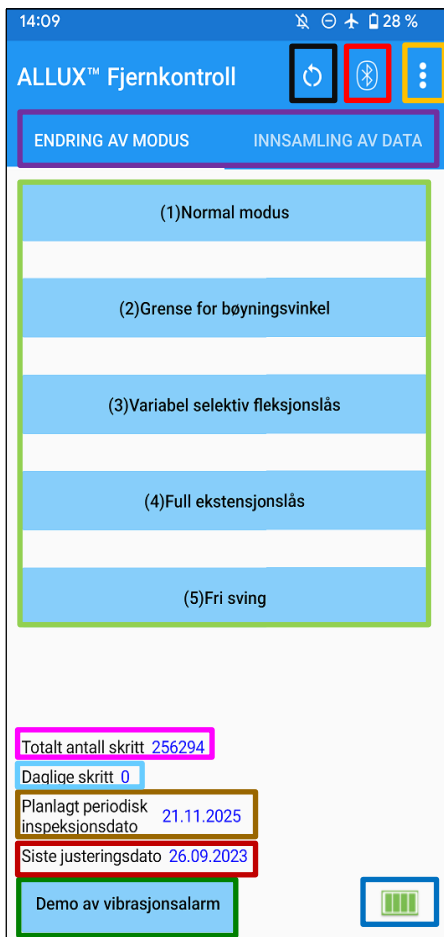 14:09 28 %
ALLUX™ Fjernkontroll
ENDRING AV MODUS INNSAMLING AV DATA
(1)Normal modus
(2)Grense for bøyningsvinkel
(3)Variabel selektiv fleksjonslås
(4)Full ekstensjonslås
(5)Fri sving
Totalt antall skritt 256294
Daglige skritt 0
Planlagt periodisk
inspeksjonsdato 21.11.2025
Siste justeringsdato 26.09.2023
Demo av vibrasjonsalarm